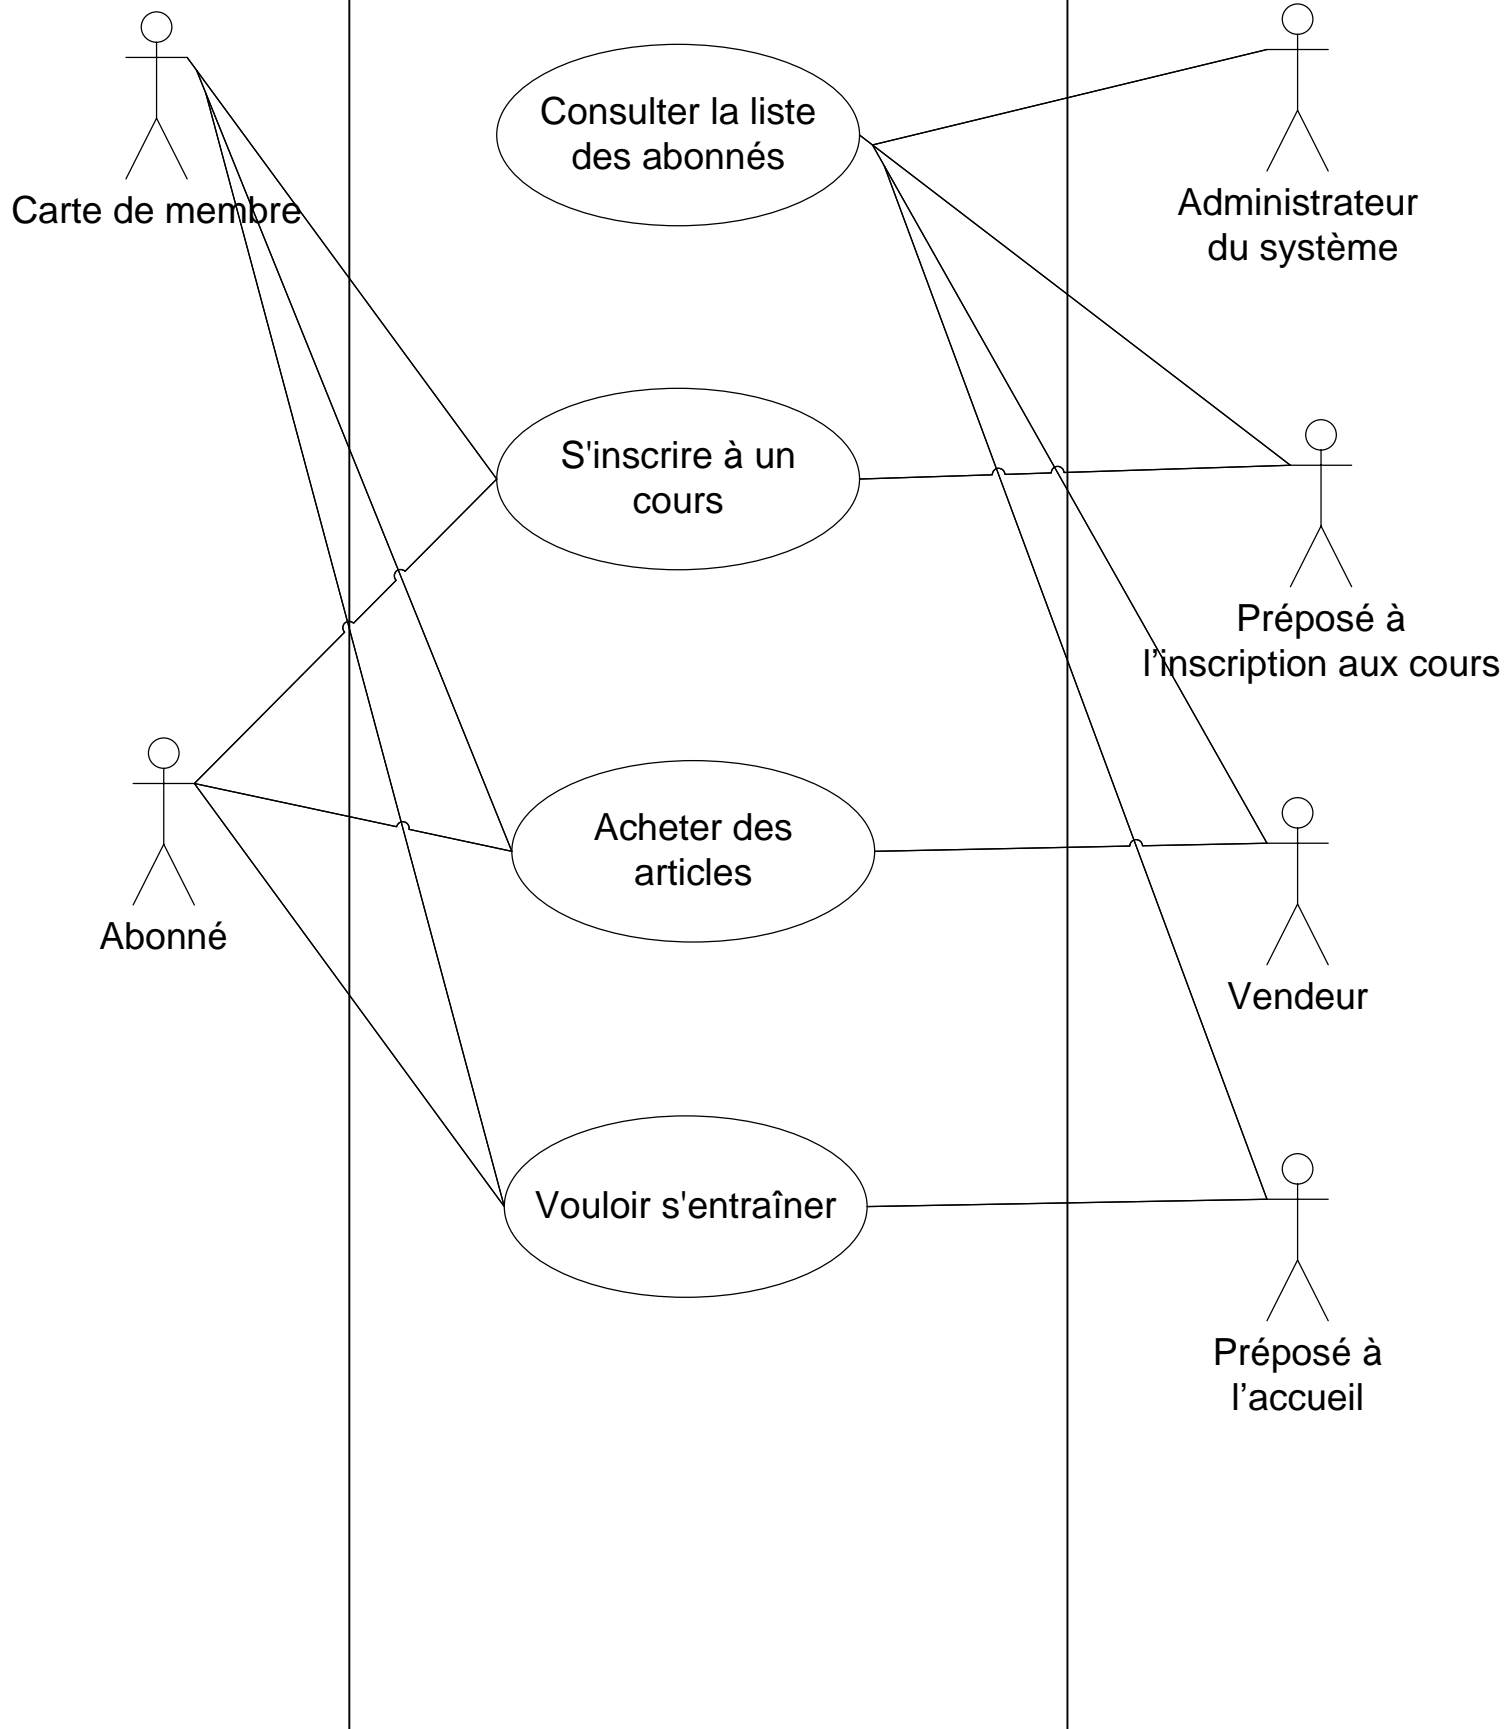 Carte de membre
Consulter la liste
des abonnés
Administrateur
du système
S'inscrire à un
cours
Préposé à
l’inscription aux cours
Abonné
Acheter des
articles
Vendeur
Vouloir s'entraîner
Préposé à
l’accueil